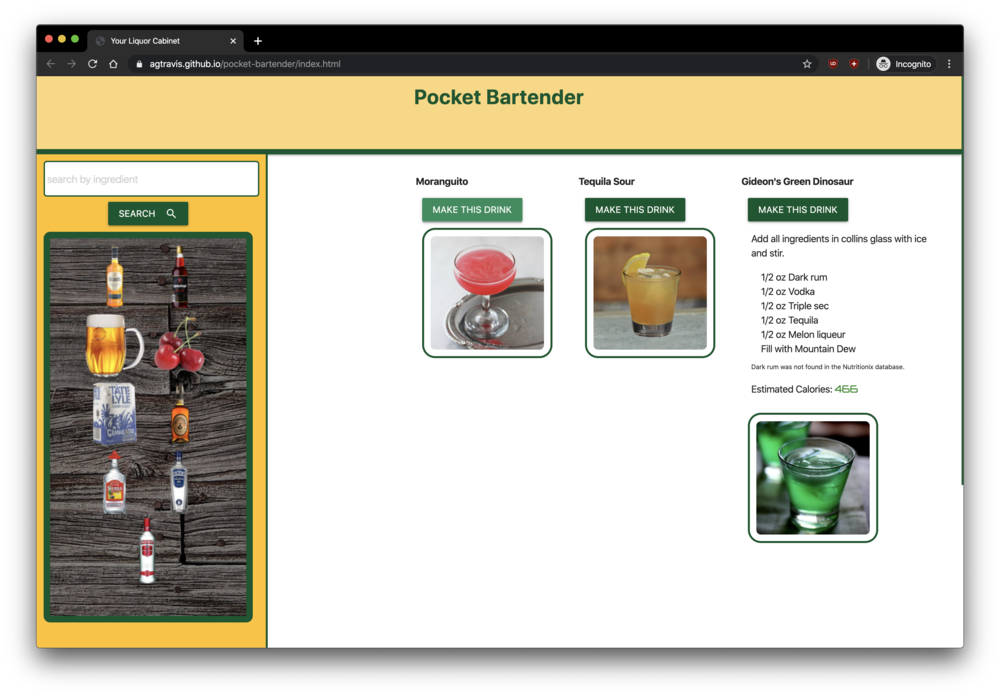 Your Liquor Cabinet
agtravis.github.io/pocket-bartender/index.html
Incognito
Pocket Bartender
search by ingredient
SEARCH
Moranguito
MAKE THIS DRINK
Tequila Sour
MAKE THIS DRINK
Gideon's Green Dinosaur
MAKE THIS DRINK
Add all ingredients in collins glass with ice
and stir.
1/2 oz Dark rum
1/2 oz Vodka
1/2 oz Triple sec
1/2 oz Tequila
1/2 oz Melon liqueur
Fill with Mountain Dew
Dark rum was not found in the Nutritionix database.
Estimated Calories: 466
TATE
LYLE